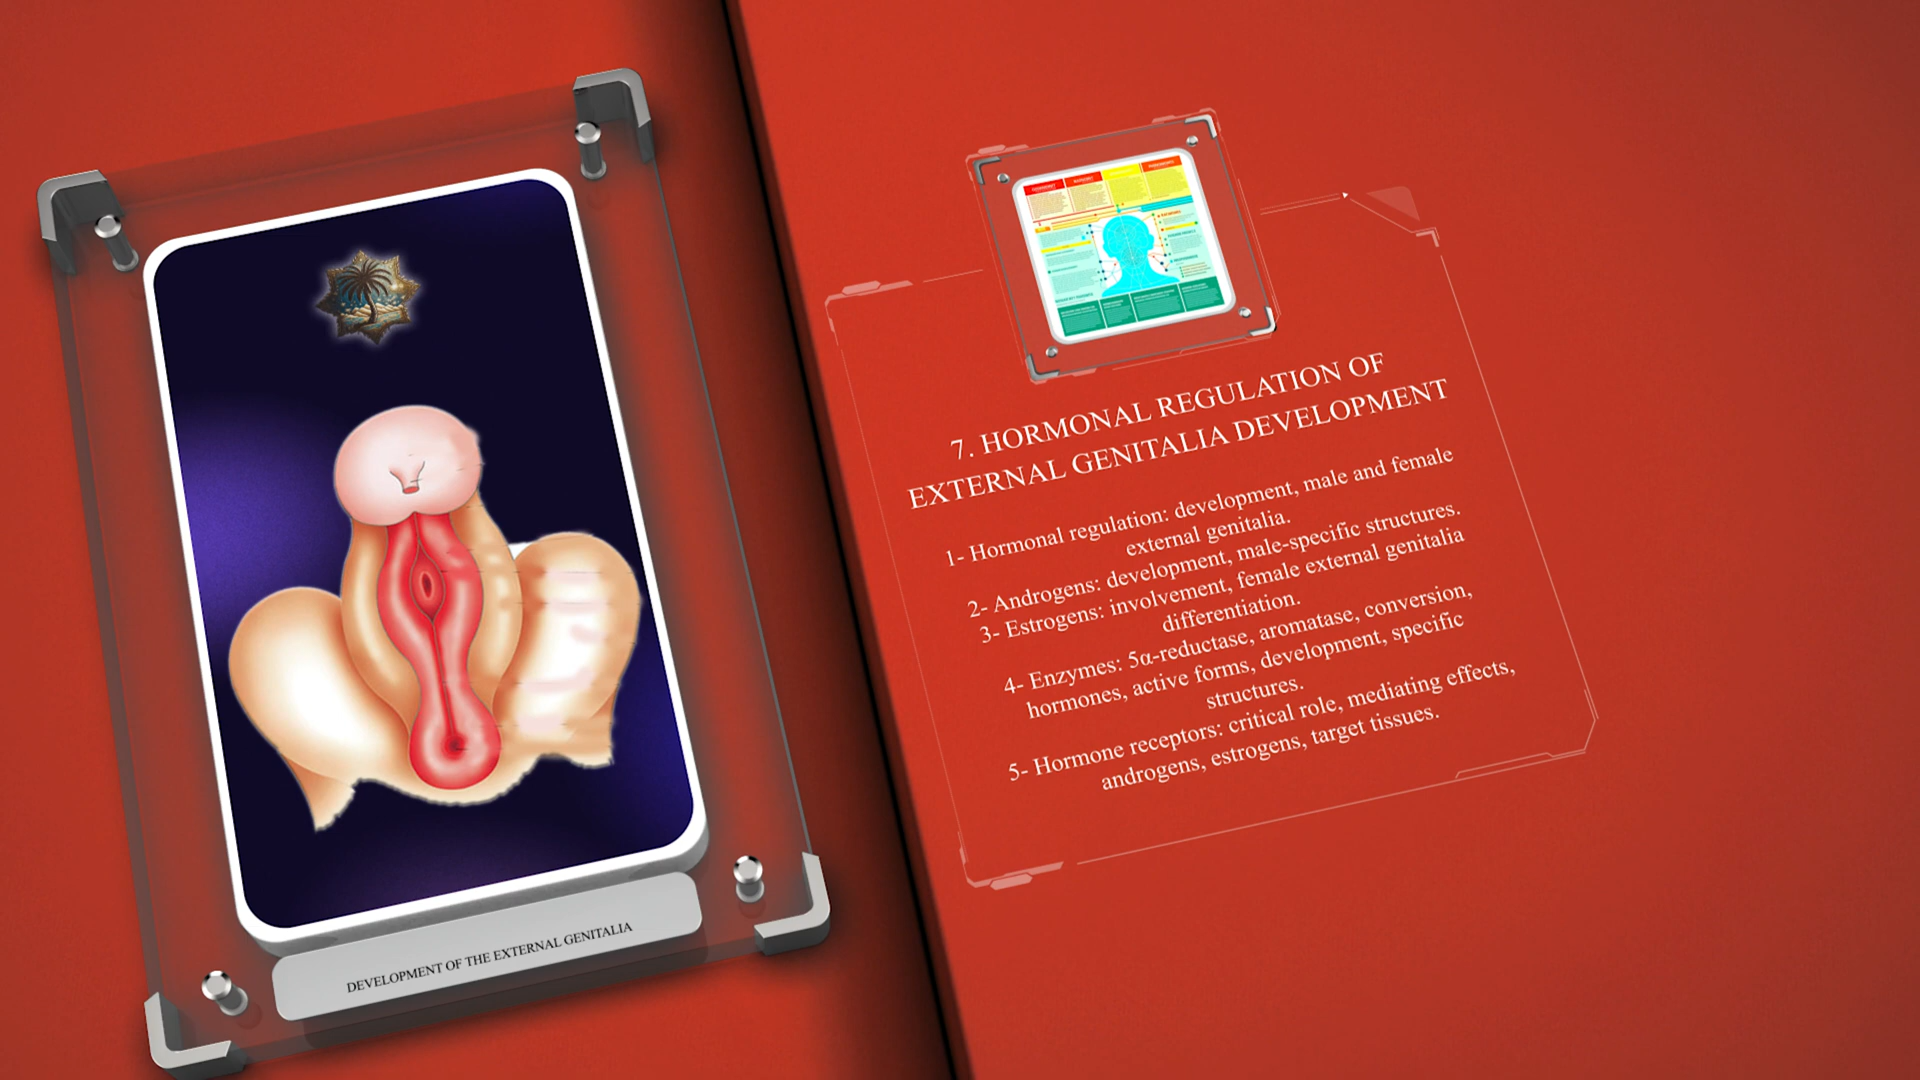 DEVELOPMENT OF THE EXTERNAL GENITALIA
7. HORMONAL REGULATION OF
EXTERNAL GENITALIA DEVELOPMENT
1- Hormonal regulation: development, male and female
external genitalia.
2- Androgens: development, male-specific structures.
3- Estrogens: involvement, female external genitalia
differentiation.
4- Enzymes: 5α-reductase, aromatase, conversion,
hormones, active forms, development, specific
structures.
5- Hormone receptors: critical role, mediating effects,
androgens, estrogens, target tissues.